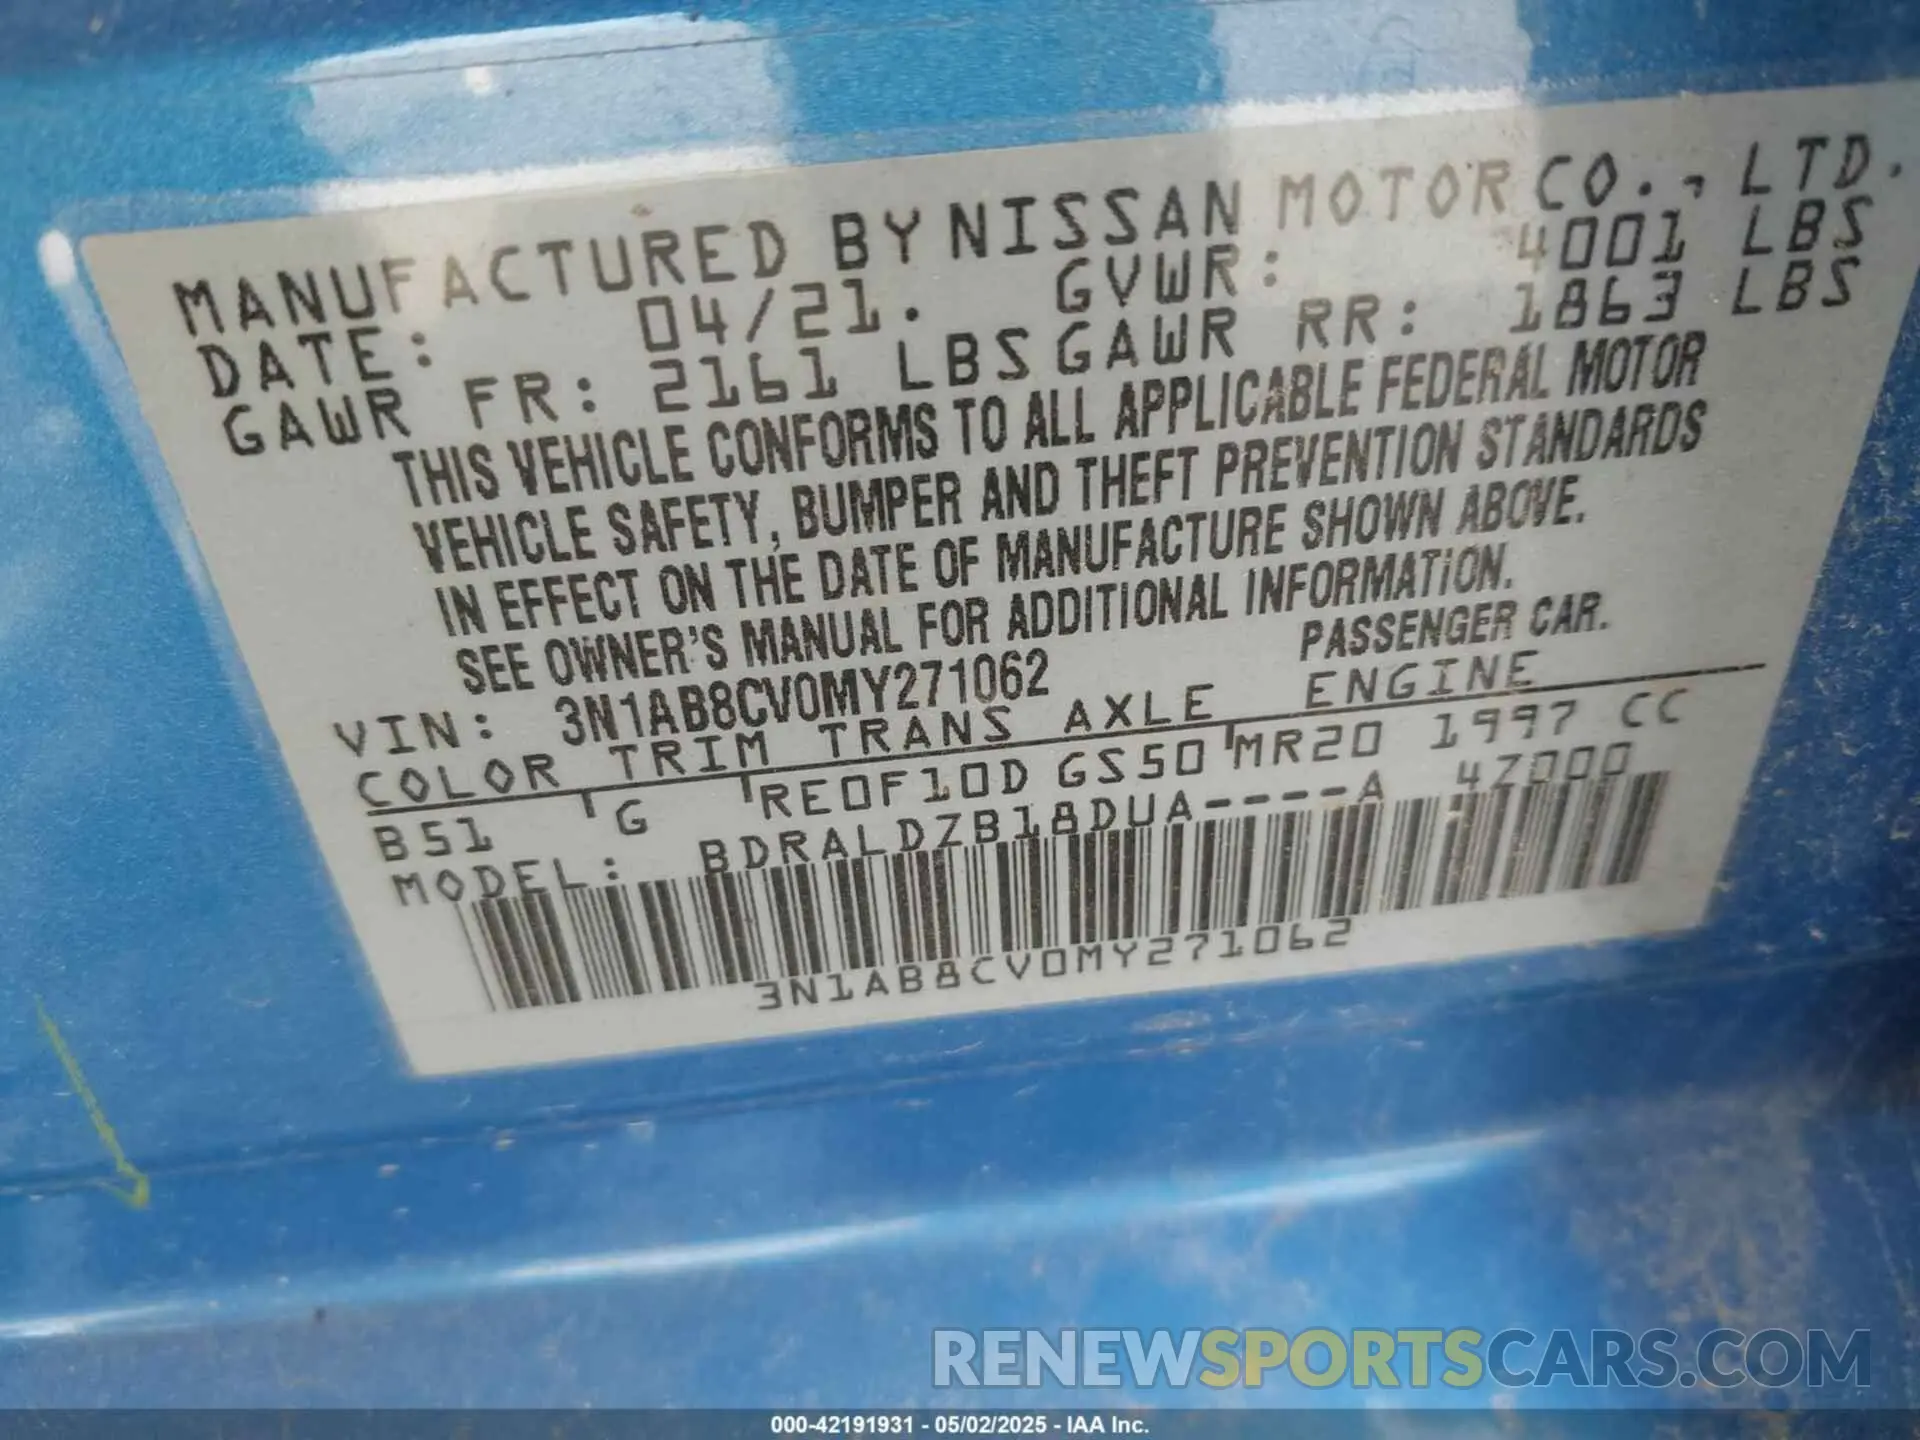 MANUFACTURED BY NISSAN MOTOR CO., LTD.
DATE: 04/21. GVWR: 4001 LBS
GAWR FR: 2161 LBS GAWR RR: 1863 LBS
THIS VEHICLE CONFORMS TO ALL APPLICABLE FEDERAL MOTOR
VEHICLE SAFETY, BUMPER AND THEFT PREVENTION STANDARDS
IN EFFECT ON THE DATE OF MANUFACTURE SHOWN ABOVE.
SEE OWNER'S MANUAL FOR ADDITIONAL INFORMATION.
VIN: 3N1AB8CV0MY271062 PASSENGER CAR.
COLOR TRIM TRANS AXLE ENGINE
B51 G RE0F10D GS50 MR20 1997 CC
MODEL: BDRALDZB18DUA----A 4Z000
3N1AB8CV0MY271062
RENEWSPORTSCARS.COM
000-42191931 - 05/02/2025 - IAA Inc.